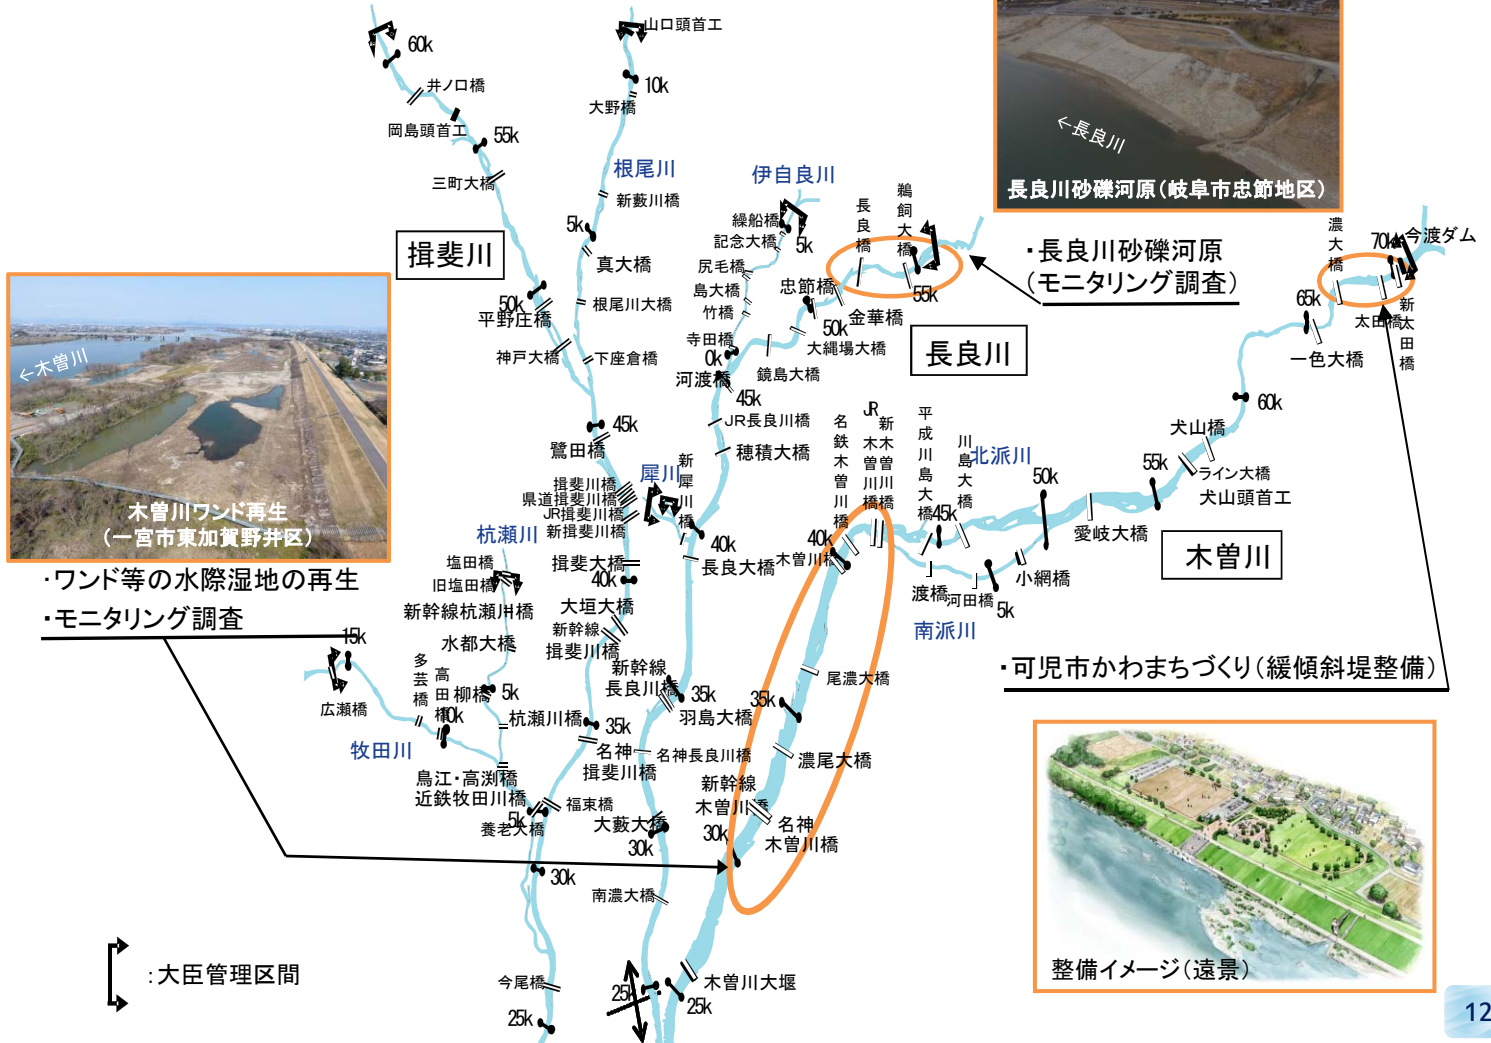 山口頭首工
60k
井ノ口橋
10k
大野橋
岡島頭首工
55k
三町大橋
根尾川
新藪川橋
伊自良川
繰船橋
記念大橋
5k
尻毛橋
島大橋
竹橋
寺田橋
0k
河渡橋
45k
忠節橋
長良橋
鵜飼大橋
55k
金華橋
50k
大縄場大橋
鏡島大橋
←長良川
長良川砂礫河原(岐阜市忠節地区)
・長良川砂礫河原
(モニタリング調査)
長良川
濃大橋
70k
今渡ダム
65k
太田橋
新太田橋
一色大橋
60k
揖斐川
5k
真大橋
50k
平野庄橋
根尾川大橋
神戸大橋
下座倉橋
45k
鷺田橋
JR長良川橋
穂積大橋
←木曽川
木曽川ワンド再生
(一宮市東加賀野井区)
・ワンド等の水際湿地の再生
・モニタリング調査
犀川
新犀川橋
揖斐川橋
県道揖斐川橋
JR揖斐川橋
新揖斐川橋
揖斐大橋
40k
40k
長良大橋
杭瀬川
塩田橋
旧塩田橋
新幹線杭瀬川橋
水都大橋
大垣大橋
新幹線
揖斐川橋
名鉄木曽川橋
JR木曽川橋
新木曽川橋
平成川島大橋
川島大橋
北派川
45k
50k
55k
犬山橋
ライン大橋
犬山頭首工
愛岐大橋
木曽川
40k
木曽川橋
渡橋
河田橋
小網橋
5k
南派川
・可児市かわまちづくり(緩傾斜堤整備)
15k
広瀬橋
多芸橋
高田橋
10k
柳橋
5k
杭瀬川橋
35k
牧田川
新幹線
長良川橋
35k
羽島大橋
名神
揖斐川橋
名神長良川橋
尾濃大橋
35k
濃尾大橋
新幹線
木曽川橋
名神
木曽川橋
30k
烏江・高渕橋
近鉄牧田川橋
5k
養老大橋
福束橋
大藪大橋
30k
30k
南濃大橋
:大臣管理区間
今尾橋
25k
25k
木曽川大堰
25k
整備イメージ(遠景)
12